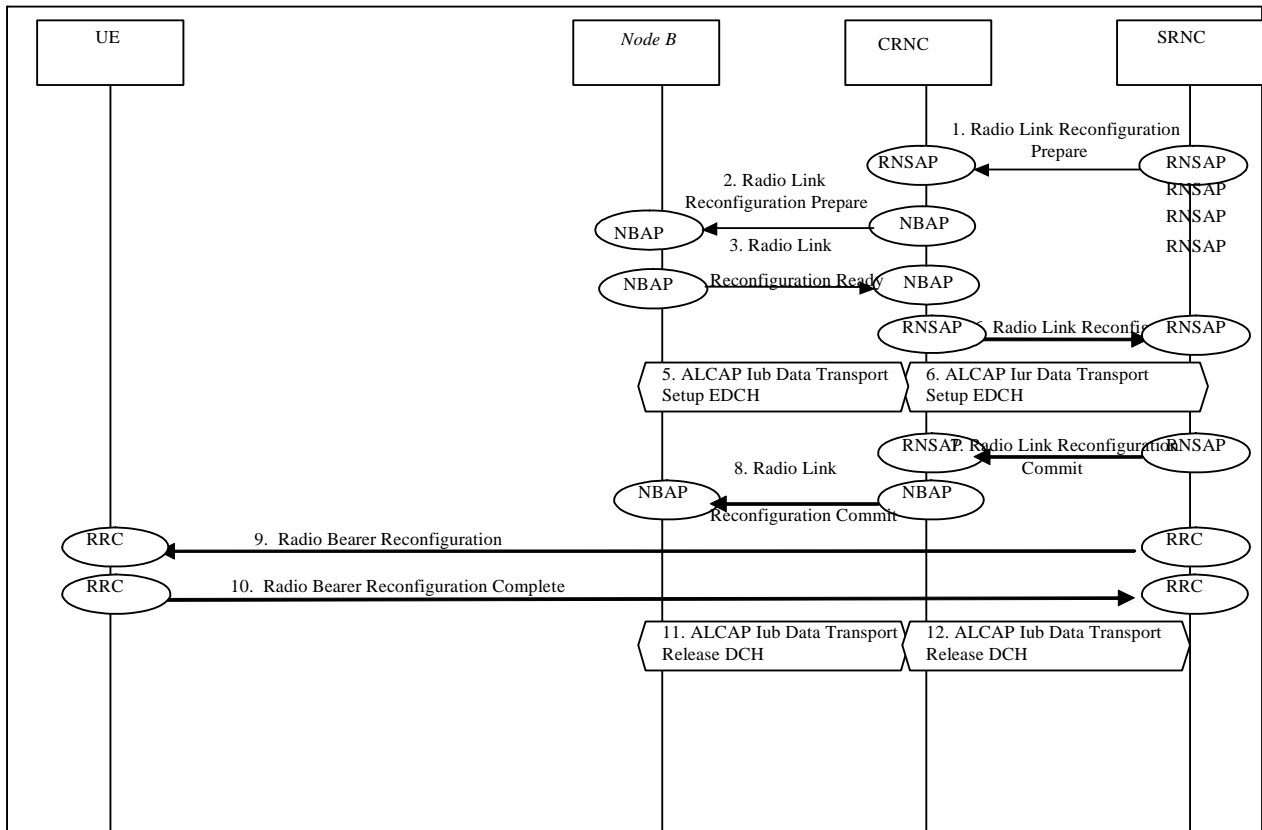 UE
Node B
CRNC
SRNC
1. Radio Link Reconfiguration
Prepare
RNSAP
RNSAP
RNSAP
RNSAP
RNSAP
2. Radio Link
Reconfiguration Prepare
NBAP
NBAP
3. Radio Link
Reconfiguration Ready
NBAP
NBAP
RNSAP
Radio Link Reconfig
RNSAP
5. ALCAP Iub Data Transport
Setup EDCH
6. ALCAP Iur Data Transport
Setup EDCH
RNSAP
7. Radio Link Reconfiguration
Commit
RNSAP
8. Radio Link
Reconfiguration Commit
NBAP
NBAP
RRC
9. Radio Bearer Reconfiguration
RRC
RRC
10. Radio Bearer Reconfiguration Complete
RRC
11. ALCAP Iub Data Transport
Release DCH
12. ALCAP Iub Data Transport
Release DCH